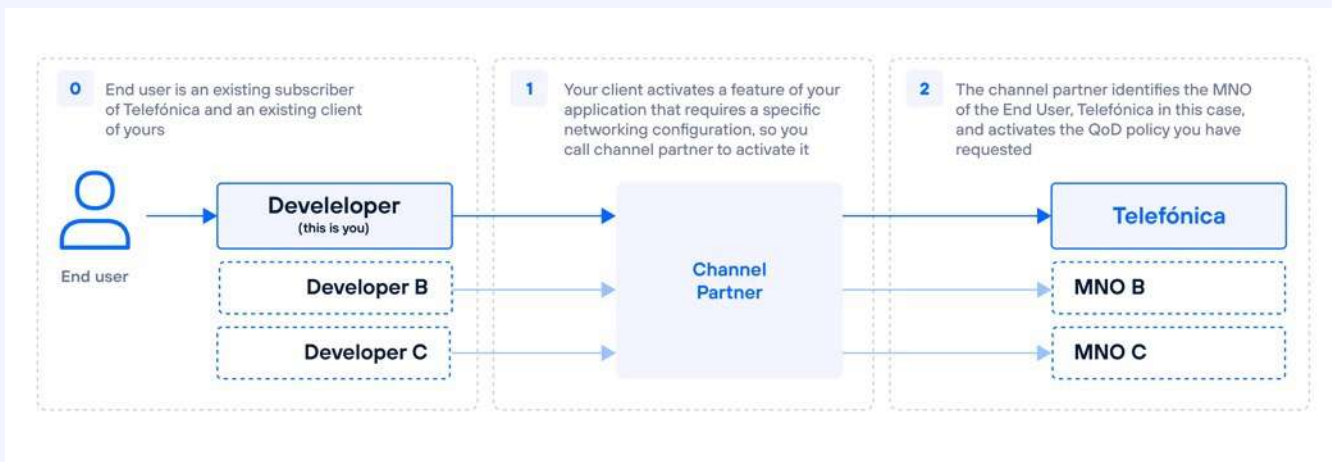 0
End user is an existing subscriber
of Telefónica and an existing client
of yours
End user
Develeloper
(this is you)
Developer B
Developer C
1
Your client activates a feature of your
application that requires a specific
networking configuration, so you
call channel partner to activate it
Channel
Partner
2
The channel partner identifies the MNO
of the End User, Telefónica in this case,
and activates the QoD policy you have
requested
Telefónica
MNO B
MNO C